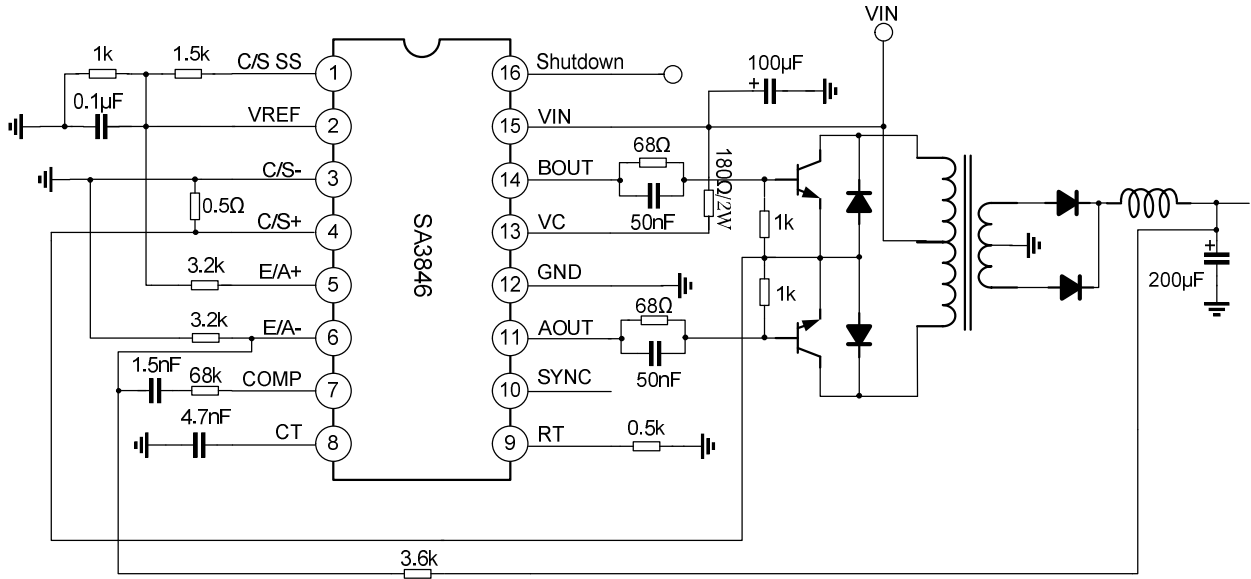 VIN
1k
1.5k
C/S SS
1
16
Shutdown
100μF
+
0.1μF
VREF
2
15
VIN
68Ω
180Ω/2W
C/S-
3
14
BOUT
50nF
0.5Ω
C/S+
4
SA3846
13
VC
1k
3.2k
E/A+
5
12
GND
+
200μF
1k
68Ω
3.2k
E/A-
6
11
AOUT
50nF
1.5nF
68k
COMP
7
10
SYNC
4.7nF
CT
8
9
RT
0.5k
3.6k